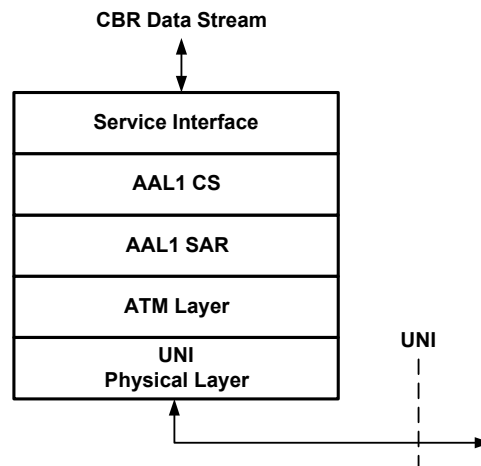 CBR Data Stream
Service Interface
AAL1 CS
AAL1 SAR
ATM Layer
UNI
Physical Layer
UNI